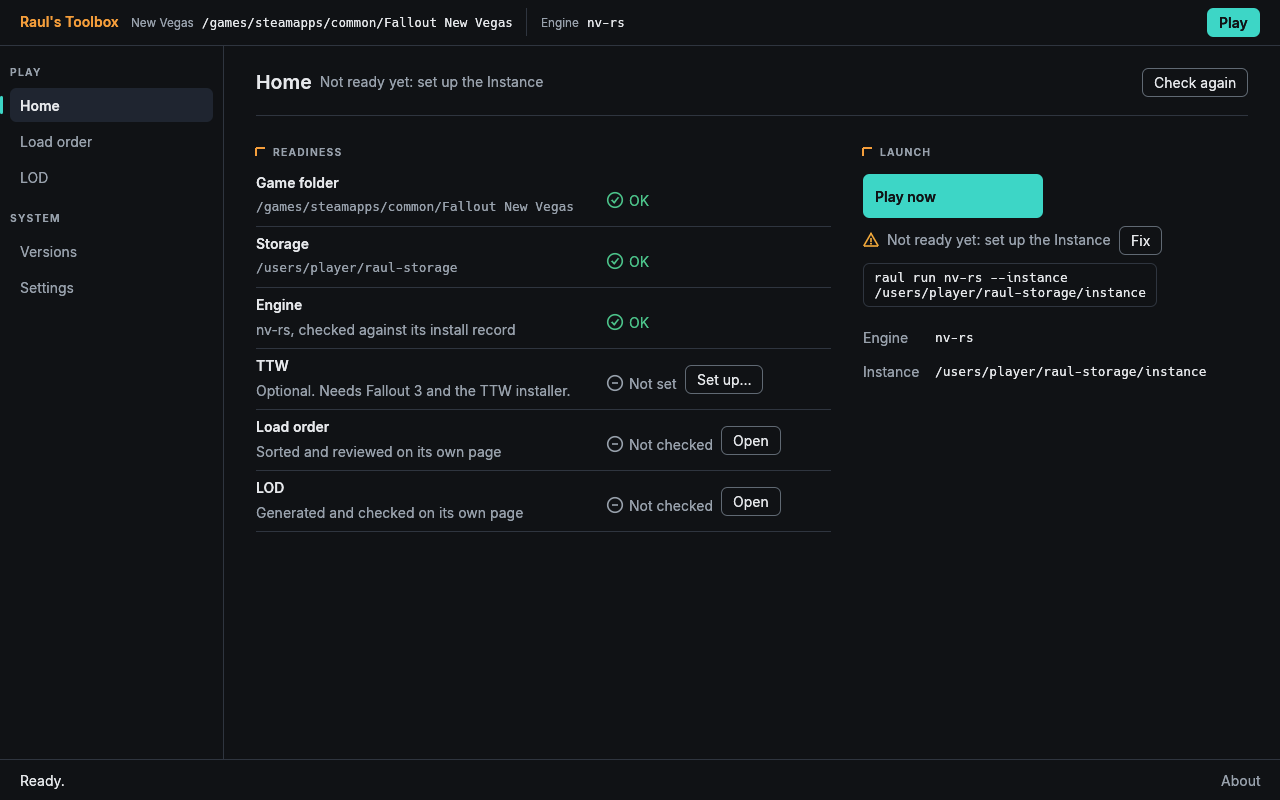 Raul's Toolbox New Vegas /games/steamapps/common/Fallout New Vegas Engine nv-rs Play
PLAY
Home
Load order
LOD
SYSTEM
Versions
Settings
Home Not ready yet: set up the Instance Check again
READINESS
Game folder
/games/steamapps/common/Fallout New Vegas
OK
Storage
/users/player/raul-storage
OK
Engine
nv-rs, checked against its install record
OK
TTW
Optional. Needs Fallout 3 and the TTW installer.
Not set Set up...
Load order
Sorted and reviewed on its own page
Not checked Open
LOD
Generated and checked on its own page
Not checked Open
LAUNCH
Play now
Not ready yet: set up the Instance Fix
raul run nv-rs --instance
/users/player/raul-storage/instance
Engine nv-rs
Instance /users/player/raul-storage/instance
Ready. About